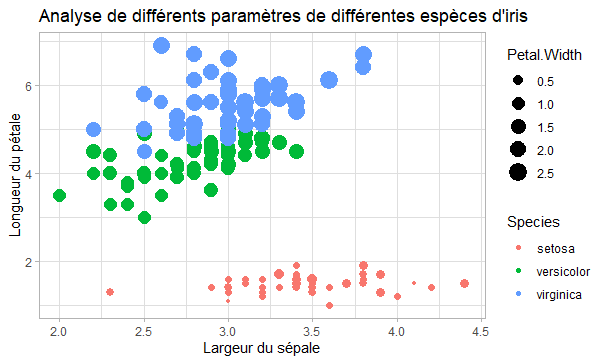 Analyse de différents paramètres de différentes espèces d'iris
Longueur du pétale
6
4
2
2.0 2.5 3.0 3.5 4.0 4.5
Largeur du sépale
Petal.Width
0.5
1.0
1.5
2.0
2.5
Species
setosa
versicolor
virginica